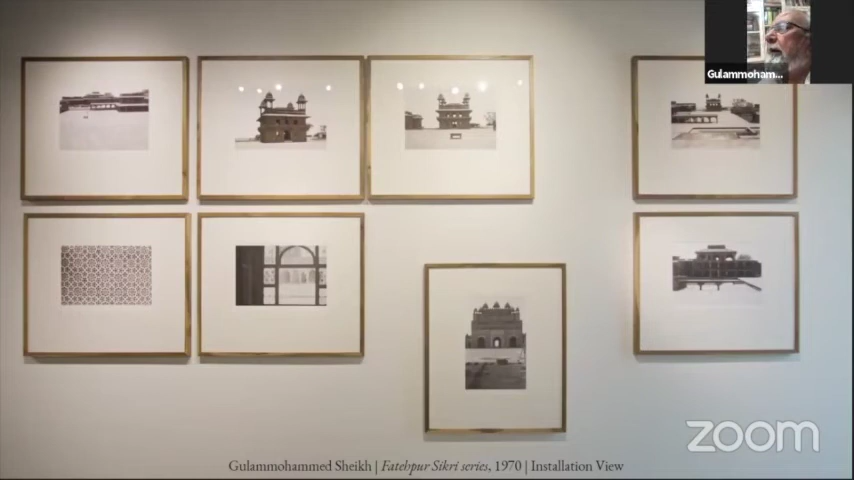 Gulammoham...
zoom
Gulammohammed Sheikh | Fatehpur Sikri series, 1970 | Installation View